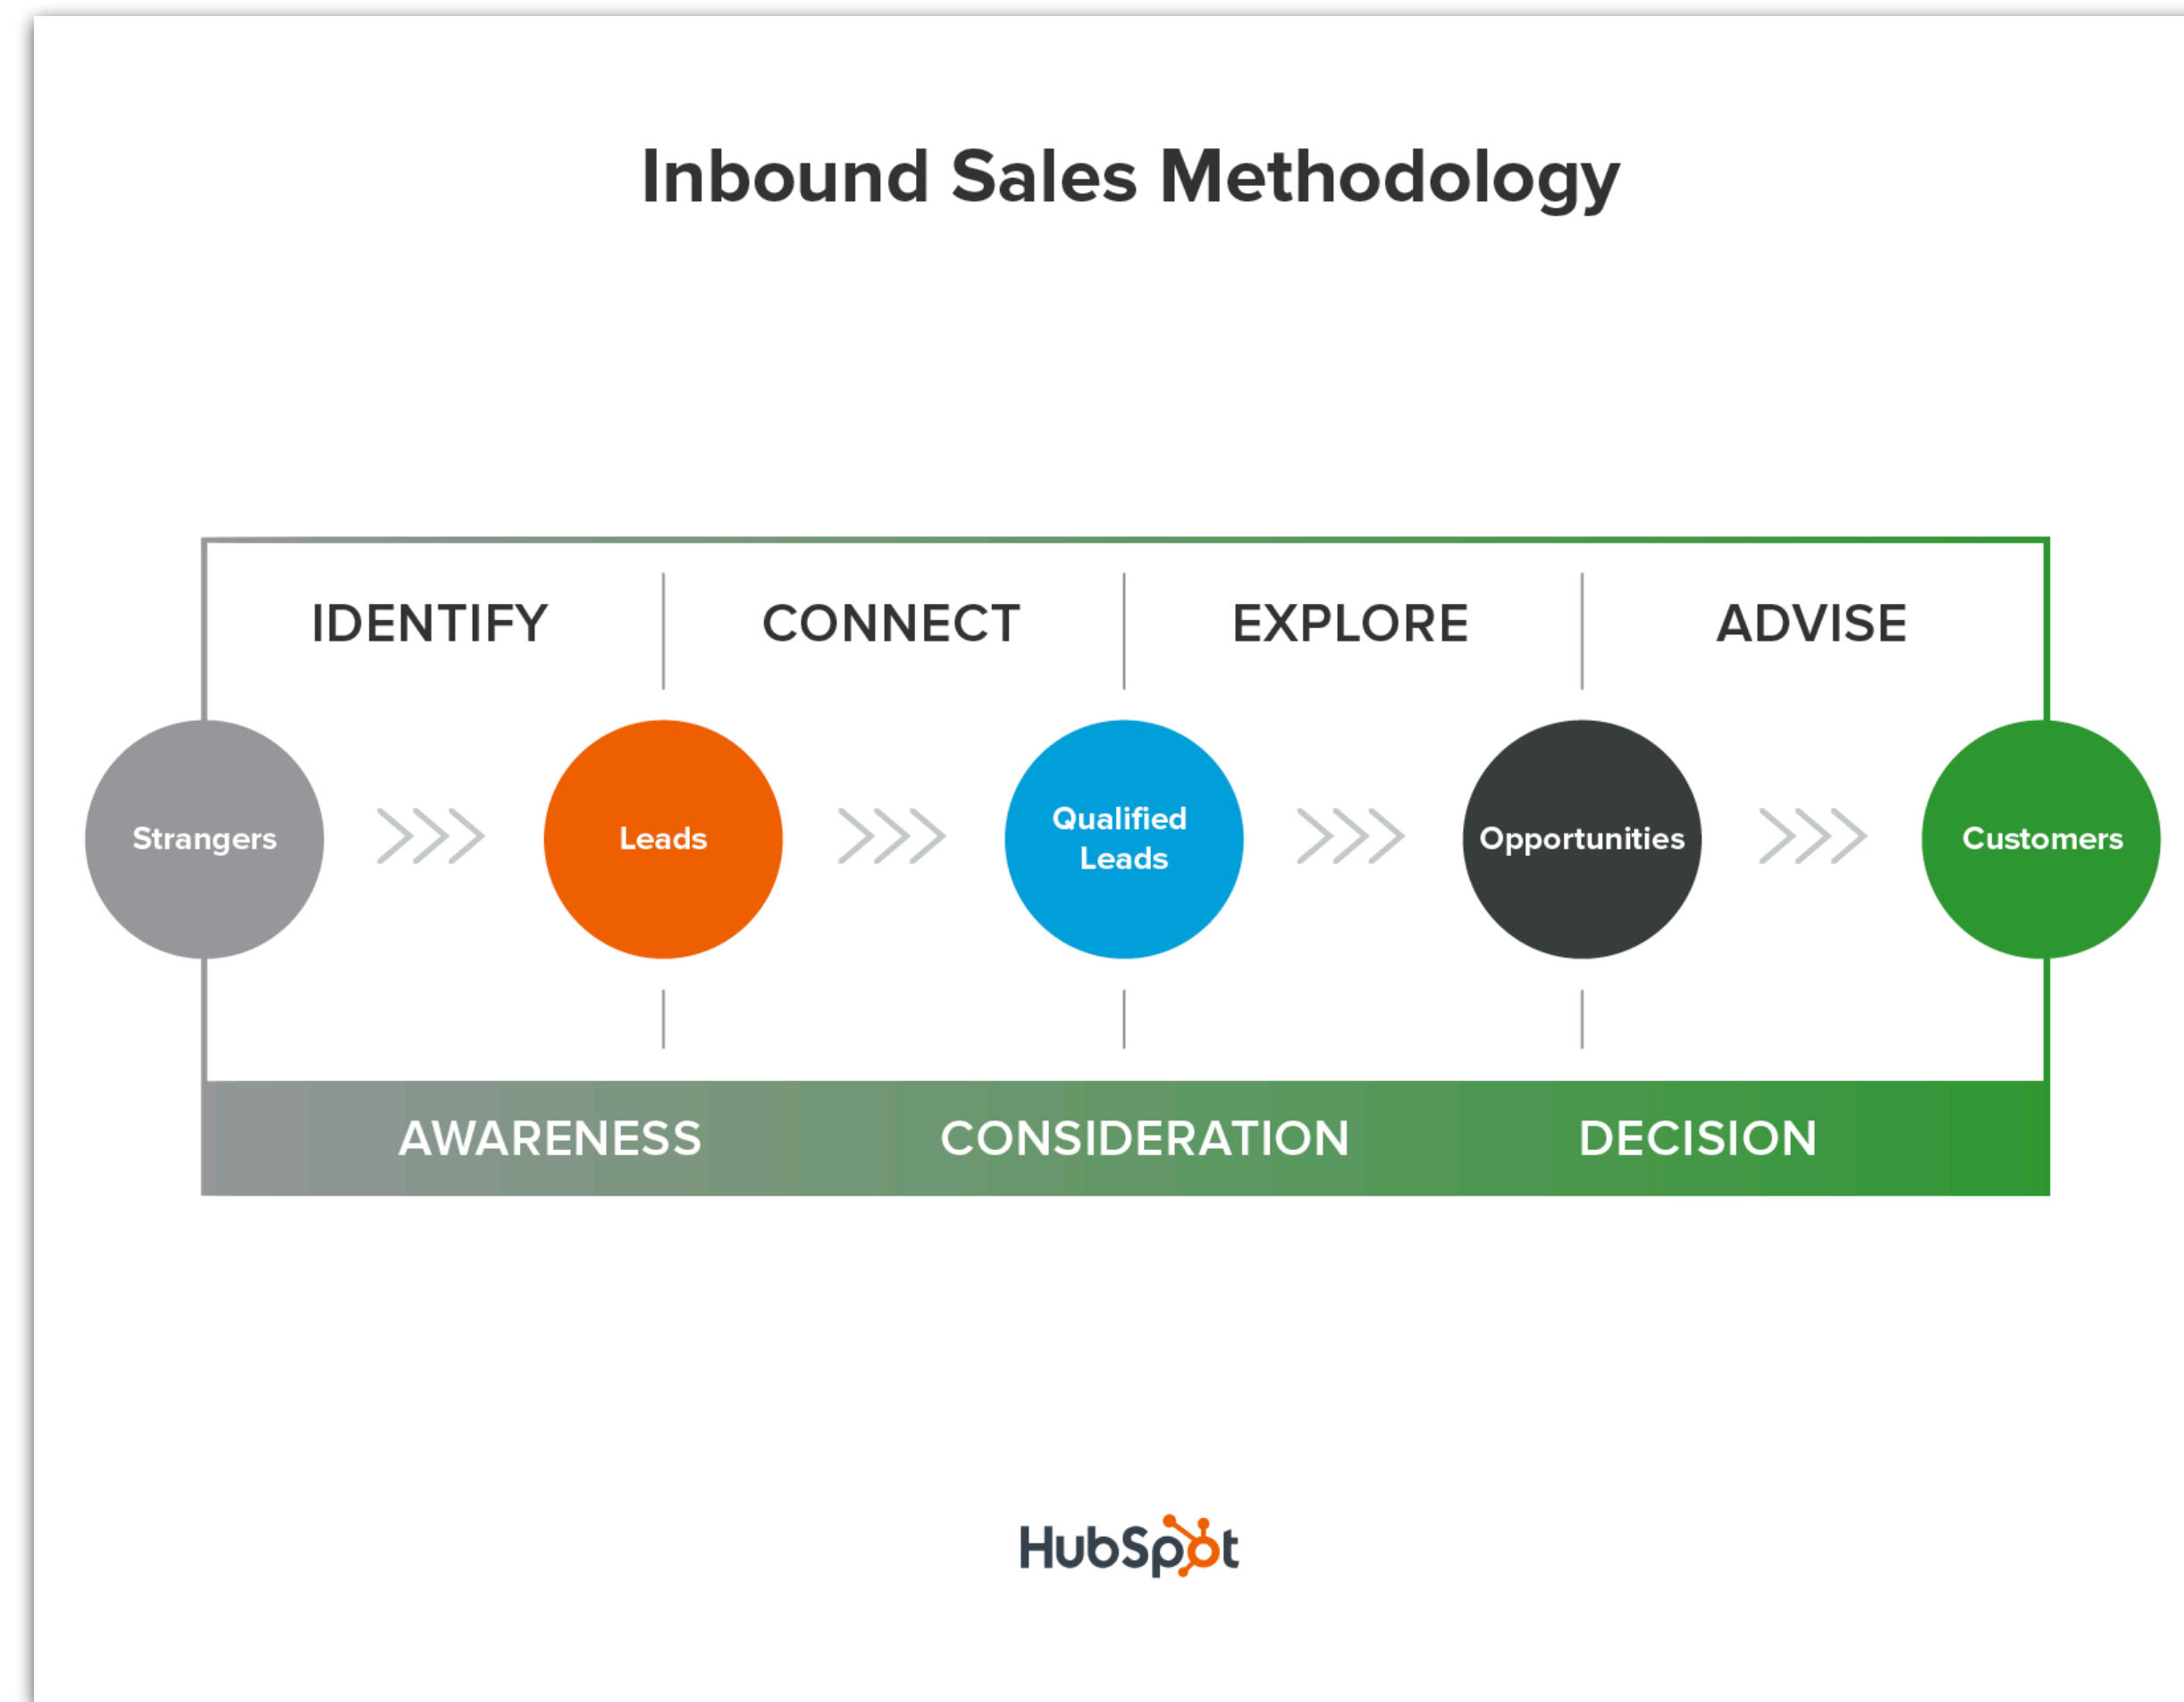 Inbound Sales Methodology
IDENTIFY
CONNECT
EXPLORE
ADVISE
Strangers
Leads
Qualified
Leads
Opportunities
Customers
AWARENESS
CONSIDERATION
DECISION
HubSpot